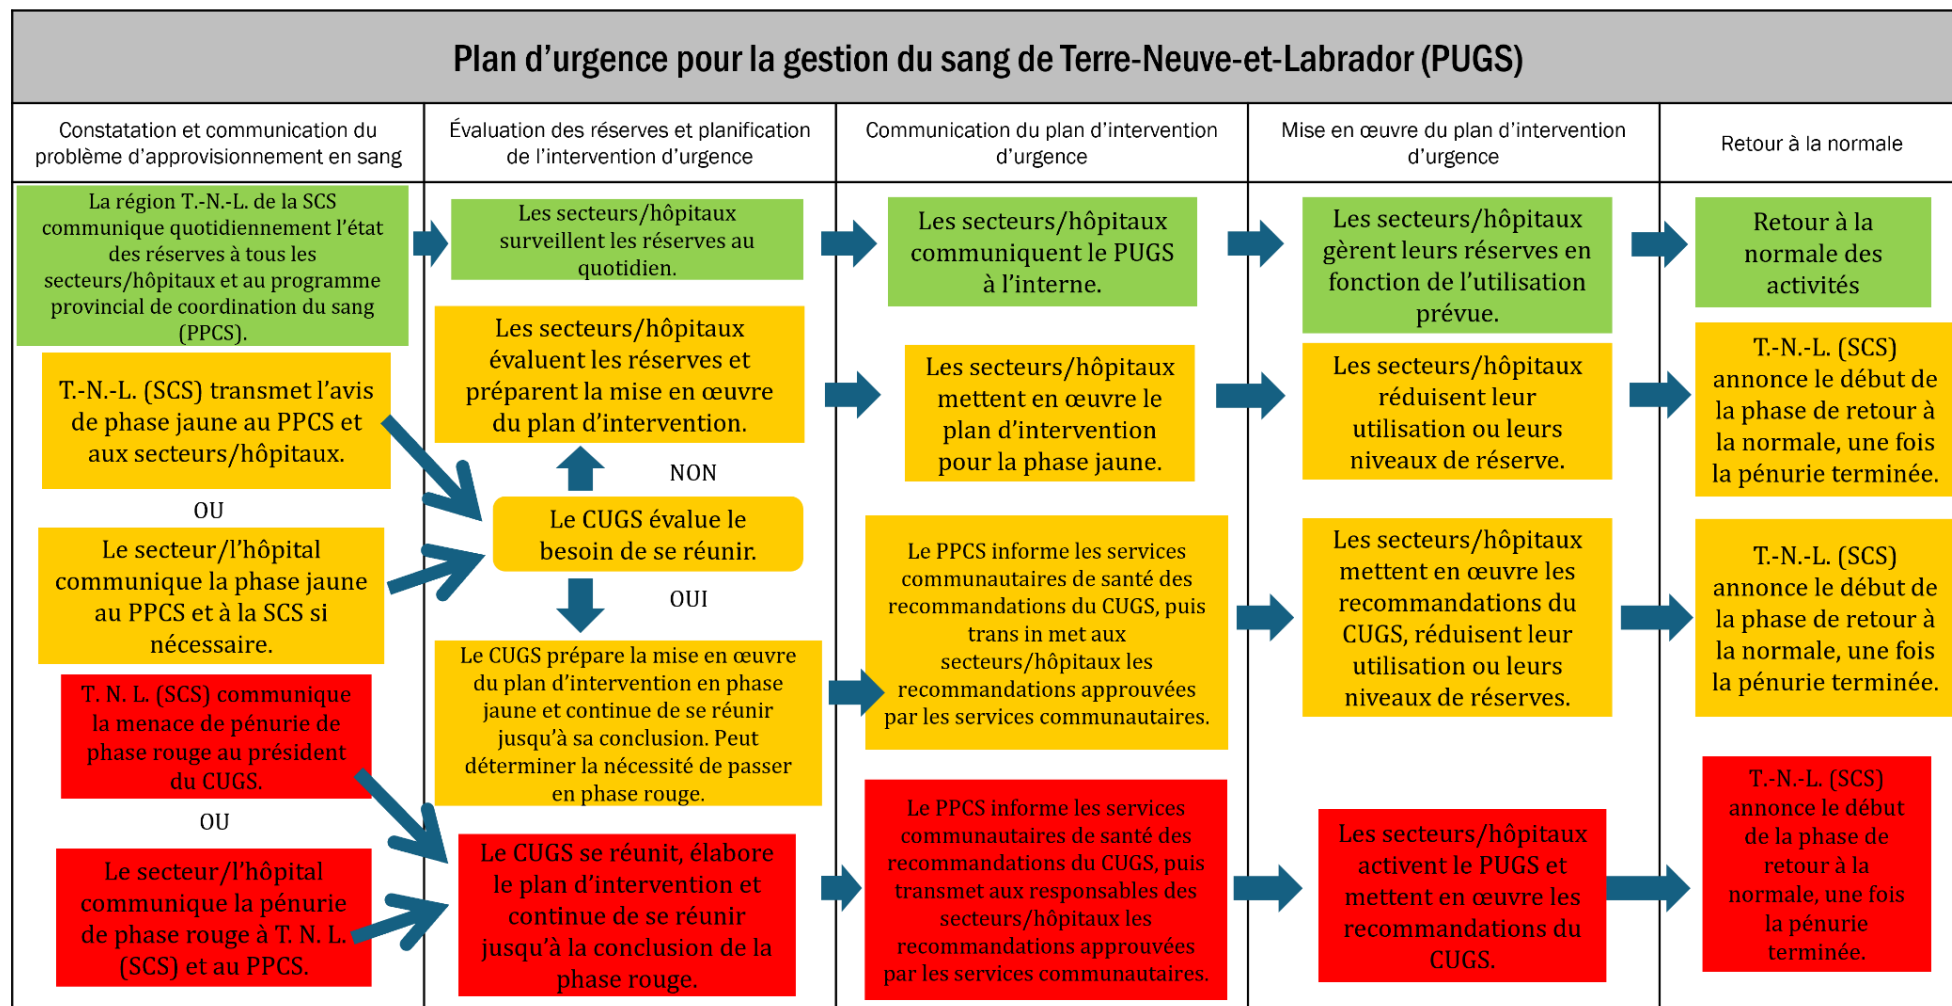 Plan d’urgence pour la gestion du sang de Terre-Neuve-et-Labrador (PUGS)
Constatation et communication du
problème d’approvisionnement en sang
Évaluation des réserves et planification
de l’intervention d’urgence
Communication du plan d’intervention
d’urgence
Mise en œuvre du plan d’intervention
d’urgence
Retour à la normale
La région T.-N.-L. de la SCS
communique quotidiennement l’état
des réserves à tous les
secteurs/hôpitaux et au programme
provincial de coordination du sang
(PPCS).
Les secteurs/hôpitaux
surveillent les réserves au
quotidien.
Les secteurs/hôpitaux
communiquent le PUGS
à l’interne.
Les secteurs/hôpitaux
gèrent leurs réserves en
fonction de l’utilisation
prévue.
Retour à la
normale des
activités
T.-N.-L. (SCS) transmet l’avis
de phase jaune au PPCS et
aux secteurs/hôpitaux.
OU
Le secteur/l’hôpital
communique la phase jaune
au PPCS et à la SCS si
nécessaire.
Les secteurs/hôpitaux
évaluent les réserves et
préparent la mise en œuvre
du plan d’intervention.
NON
Le CUGS évalue le
besoin de se réunir.
OUI
Le CUGS prépare la mise en œuvre
du plan d’intervention en phase
jaune et continue de se réunir
jusqu’à sa conclusion. Peut
déterminer la nécessité de passer
en phase rouge.
Les secteurs/hôpitaux
mettent en œuvre le
plan d’intervention
pour la phase jaune.
Les secteurs/hôpitaux
réduisent leur
utilisation ou leurs
niveaux de réserve.
T.-N.-L. (SCS)
annonce le début de
la phase de retour à
la normale, une fois
la pénurie terminée.
Le PPCS informe les services
communautaires de santé des
recommandations du CUGS, puis
trans in met aux
secteurs/hôpitaux les
recommandations approuvées
par les services communautaires.
Les secteurs/hôpitaux
mettent en œuvre les
recommandations du
CUGS, réduisent leur
utilisation ou leurs
niveaux de réserves.
T.-N.-L. (SCS)
annonce le début de
la phase de retour à
la normale, une fois
la pénurie terminée.
T. N. L. (SCS) communique
la menace de pénurie de
phase rouge au président
du CUGS.
OU
Le secteur/l’hôpital
communique la pénurie
de phase rouge à T. N. L.
(SCS) et au PPCS.
Le CUGS se réunit, élabore
le plan d’intervention et
continue de se réunir
jusqu’à la conclusion de la
phase rouge.
Le PPCS informe les services
communautaires de santé des
recommandations du CUGS, puis
transmet aux responsables des
secteurs/hôpitaux les
recommandations approuvées
par les services communautaires.
Les secteurs/hôpitaux
activent le PUGS et
mettent en œuvre les
recommandations du
CUGS.
T.-N.-L. (SCS)
annonce le début
de la phase de
retour à la
normale, une fois
la pénurie
terminée.